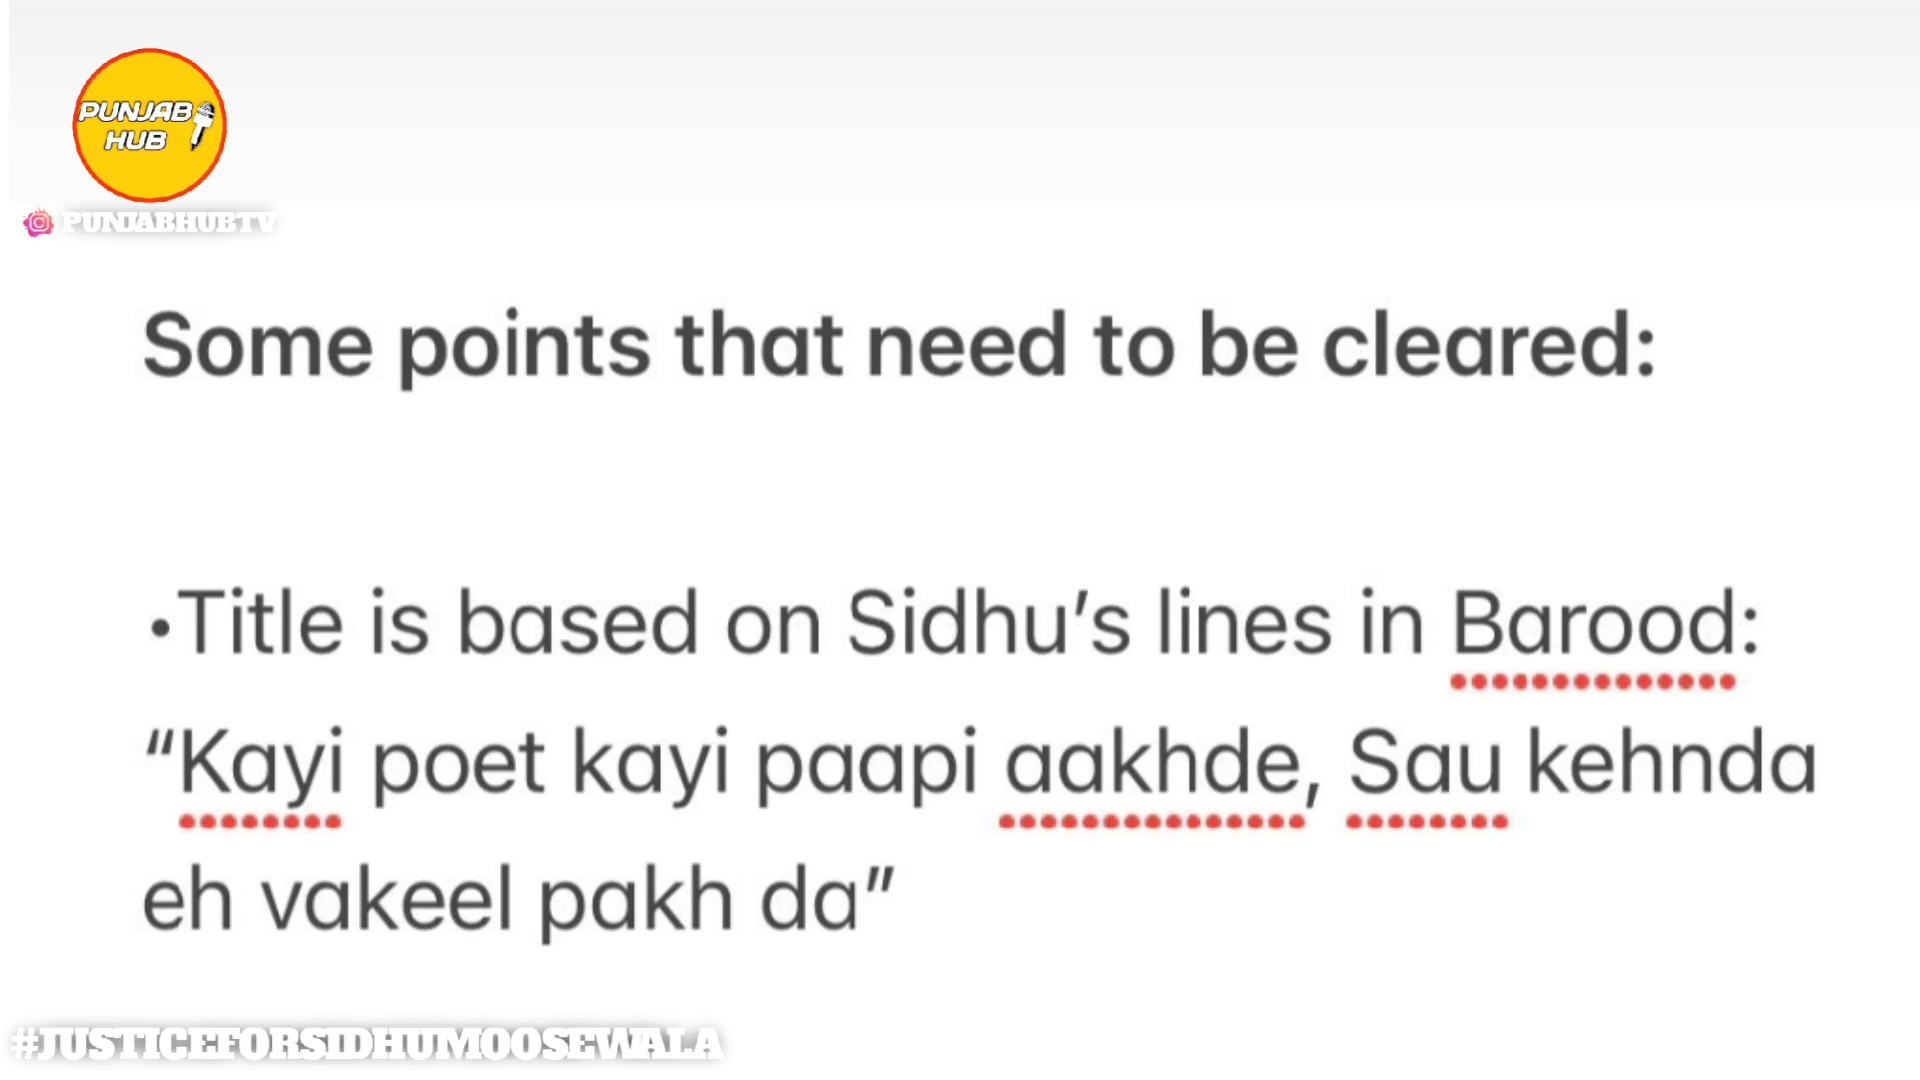 PUNJAB
HUB
PUNJABHUBTV
Some points that need to be cleared:
•Title is based on Sidhu’s lines in Barood:
“Kayi poet kayi paapi aakhde, Sau kehnda
eh vakeel pakh da”
#JUSTICEFORSIDHUMOOSEWALA